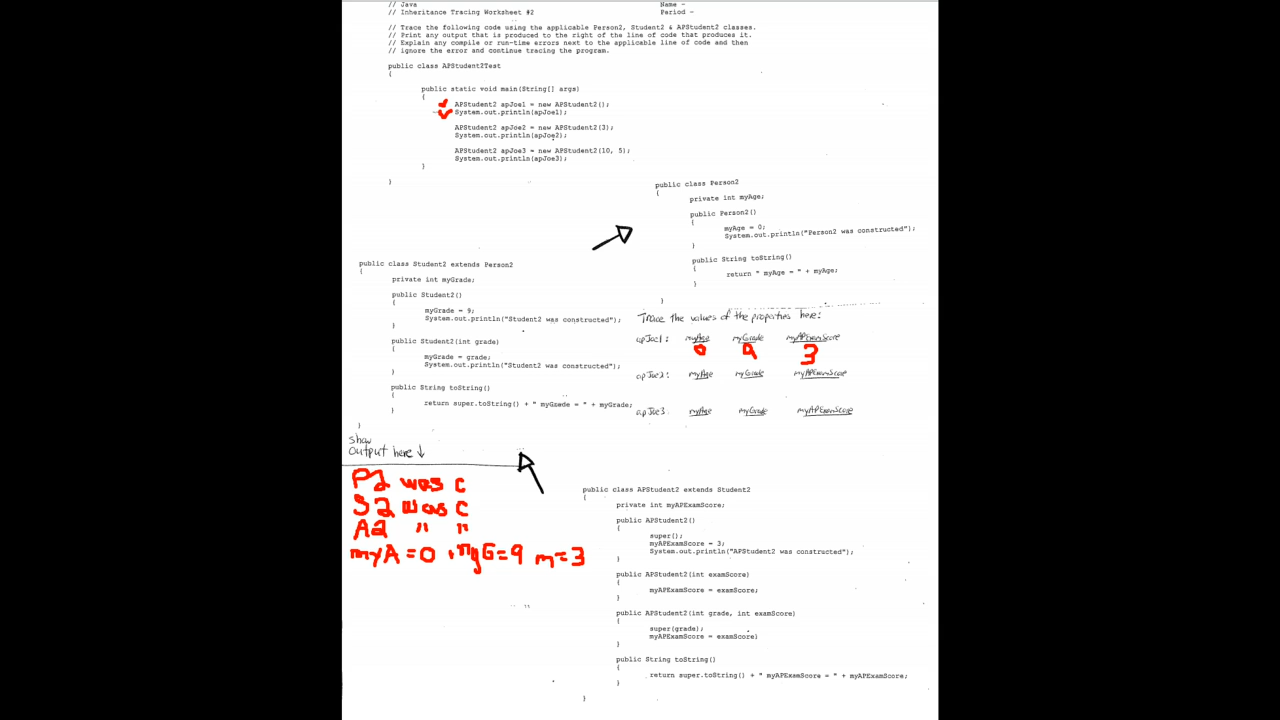 // Java Name -
// Inheritance Tracing Worksheet #2 Period -
// Trace the following code using the applicable Person2, Student2 & APStudent2 classes.
// Print any output that is produced to the right of the line of code that produces it.
// Explain any compile or run-time errors next to the applicable line of code and then
// ignore the error and continue tracing the program.
public class APStudent2Test
{
public static void main(String[] args)
{
APStudent2 apJoe1 = new APStudent2();
System.out.println(apJoe1);
APStudent2 apJoe2 = new APStudent2(3);
System.out.println(apJoe2);
APStudent2 apJoe3 = new APStudent2(10, 5);
System.out.println(apJoe3);
}
}
public class Person2
{
private int myAge;
public Person2()
{
myAge = 0;
System.out.println("Person2 was constructed");
}
public String toString()
{
return " myAge = " + myAge;
}
}
public class Student2 extends Person2
{
private int myGrade;
public Student2()
{
myGrade = 9;
System.out.println("Student2 was constructed");
}
public Student2(int grade)
{
myGrade = grade;
System.out.println("Student2 was constructed");
}
public String toString()
{
return super.toString() + " myGrade = " + myGrade;
}
}
Trace the values of the properties here:
apJoe1: myAge myGrade myAPExamScore
0 9 3
apJoe2: myAge myGrade myAPExamScore
apJoe3: myAge myGrade myAPExamScore
show
output here ↓
P2 was c
S2 was c
A2 " "
myA = 0 , myG = 9 m = 3
public class APStudent2 extends Student2
{
private int myAPExamScore;
public APStudent2()
{
super();
myAPExamScore = 3;
System.out.println("APStudent2 was constructed");
}
public APStudent2(int examScore)
{
myAPExamScore = examScore;
}
public APStudent2(int grade, int examScore)
{
super(grade);
myAPExamScore = examScore)
}
public String toString()
{
return super.toString() + " myAPExamScore = " + myAPExamScore;
}
}